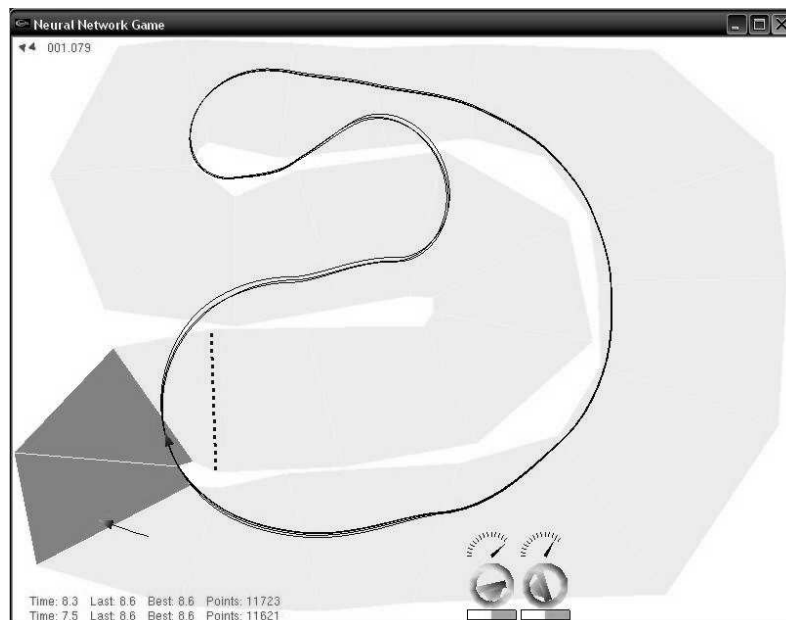 Neural Network Game
001.079
Time: 8.3 Last: 8.6 Best: 8.6 Points: 11723
Time: 7.5 Last: 8.6 Best: 8.6 Points: 11621